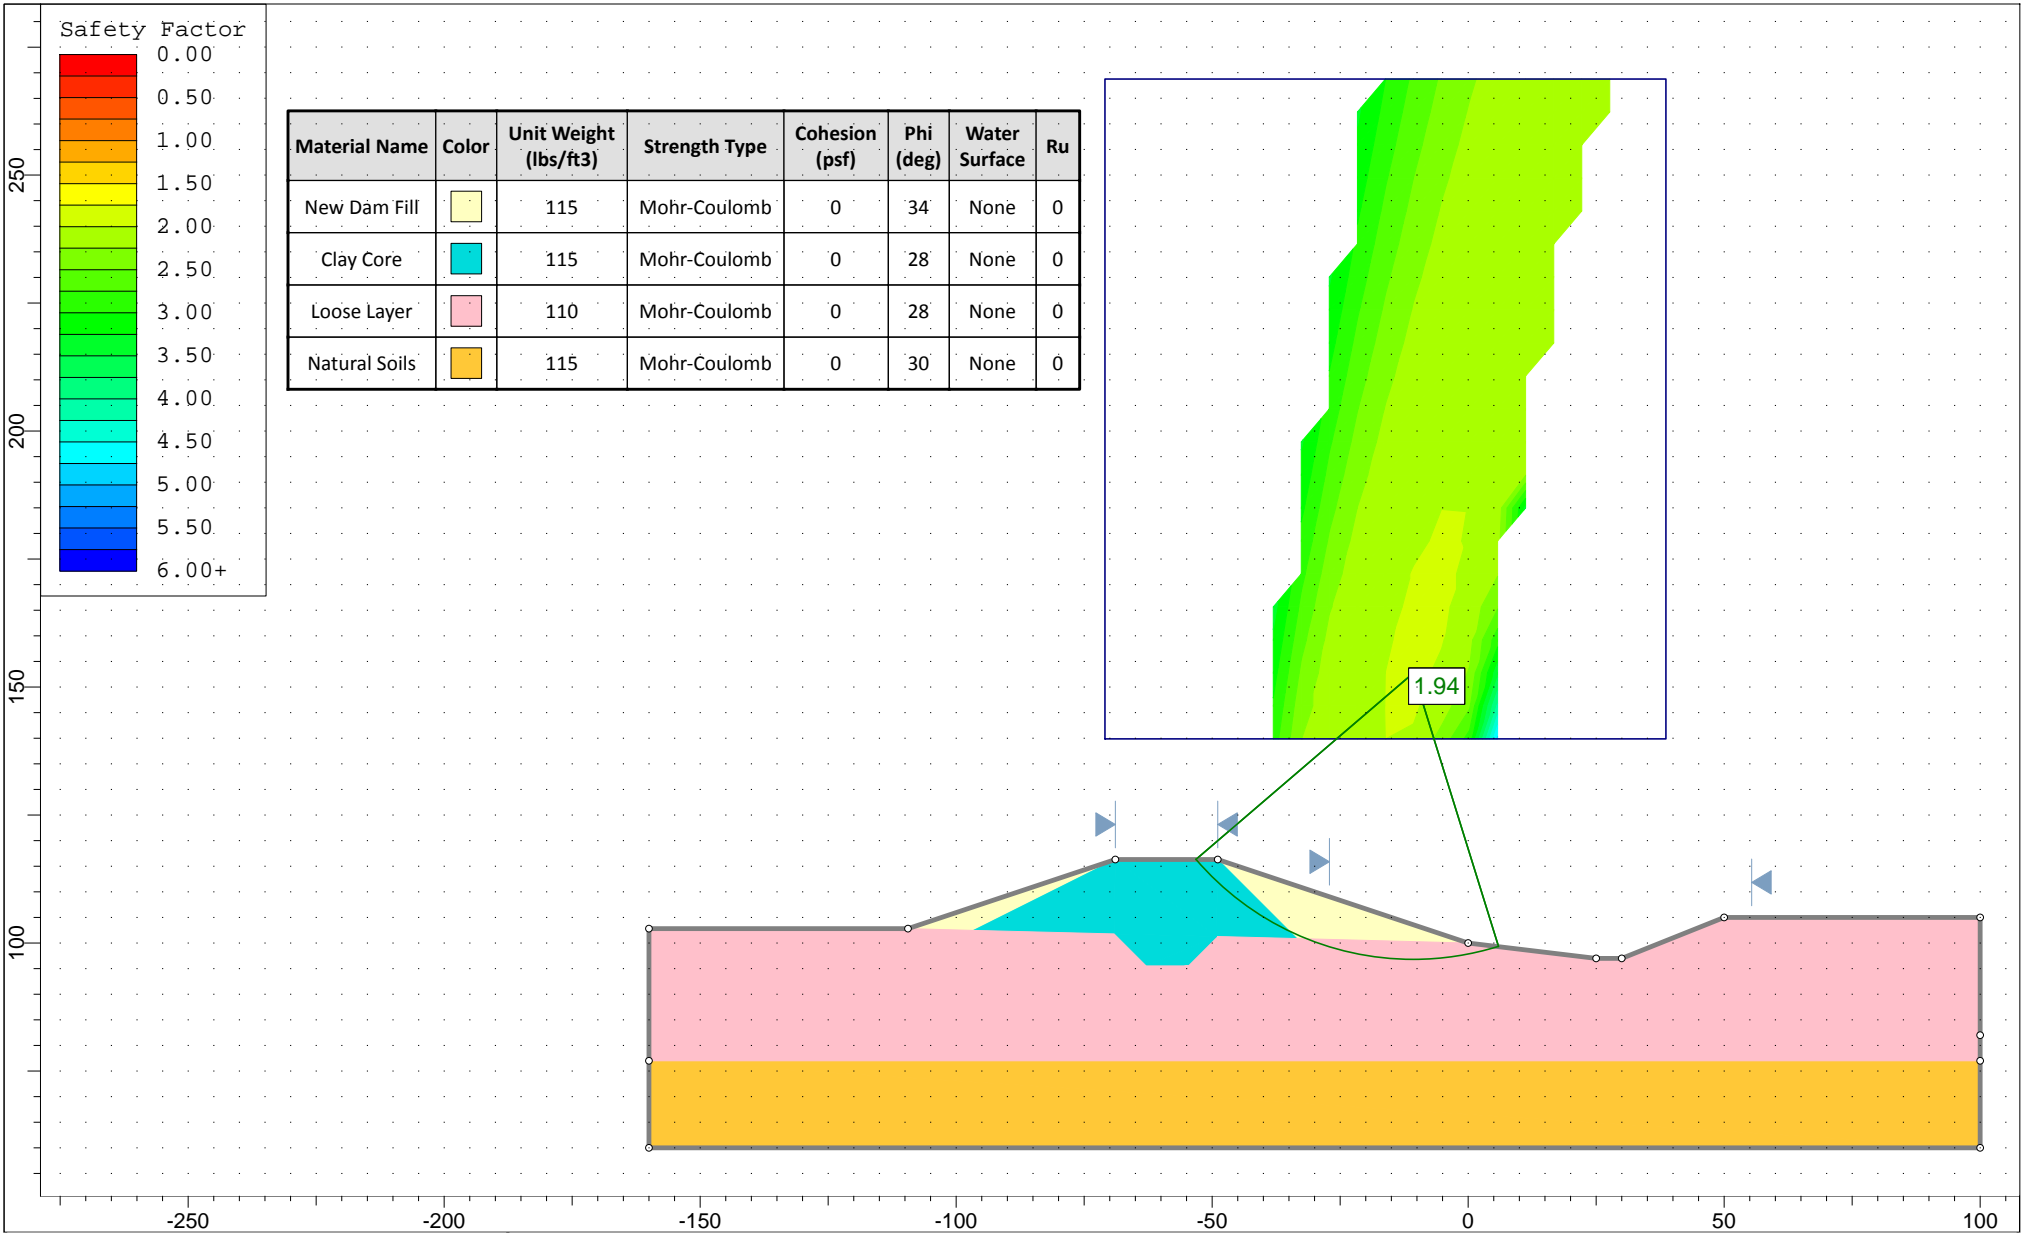 Safety Factor
0.00
0.50
1.00
1.50
2.00
2.50
3.00
3.50
4.00
4.50
5.00
5.50
6.00+
Material Name Color Unit Weight (lbs/ft3) Strength Type Cohesion (psf) Phi (deg) Water Surface Ru
New Dam Fill 115 Mohr-Coulomb 0 34 None 0
Clay Core 115 Mohr-Coulomb 0 28 None 0
Loose Layer 110 Mohr-Coulomb 0 28 None 0
Natural Soils 115 Mohr-Coulomb 0 30 None 0
1.94
250
200
150
100
-250 -200 -150 -100 -50 0 50 100